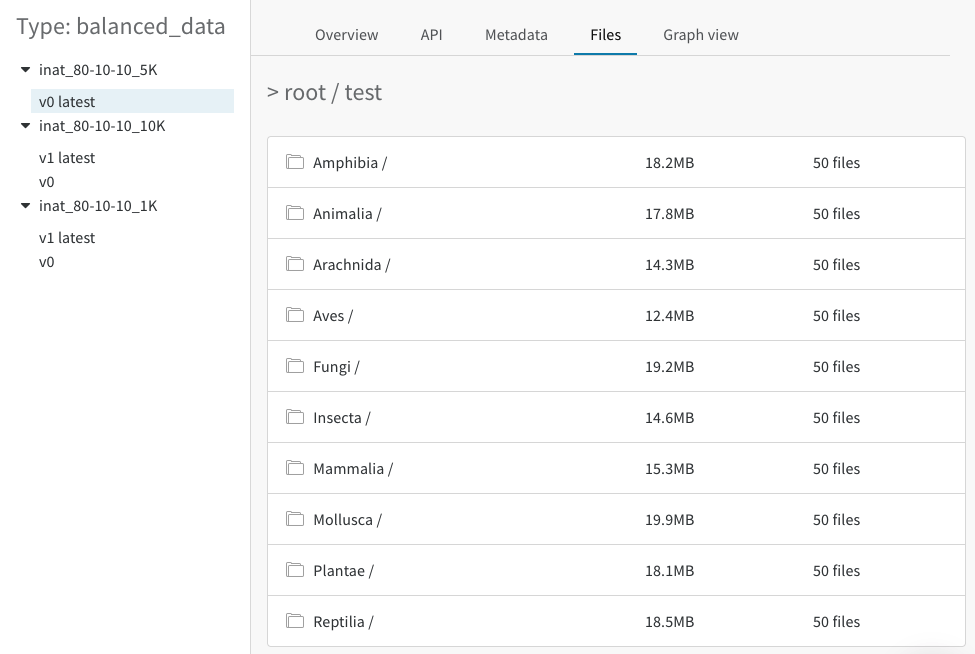 Type: balanced_data
inat_80-10-10_5K
v0 latest
inat_80-10-10_10K
v1 latest
v0
inat_80-10-10_1K
v1 latest
v0
Overview API Metadata Files Graph view
> root / test
Amphibia / 18.2MB 50 files
Animalia / 17.8MB 50 files
Arachnida / 14.3MB 50 files
Aves / 12.4MB 50 files
Fungi / 19.2MB 50 files
Insecta / 14.6MB 50 files
Mammalia / 15.3MB 50 files
Mollusca / 19.9MB 50 files
Plantae / 18.1MB 50 files
Reptilia / 18.5MB 50 files